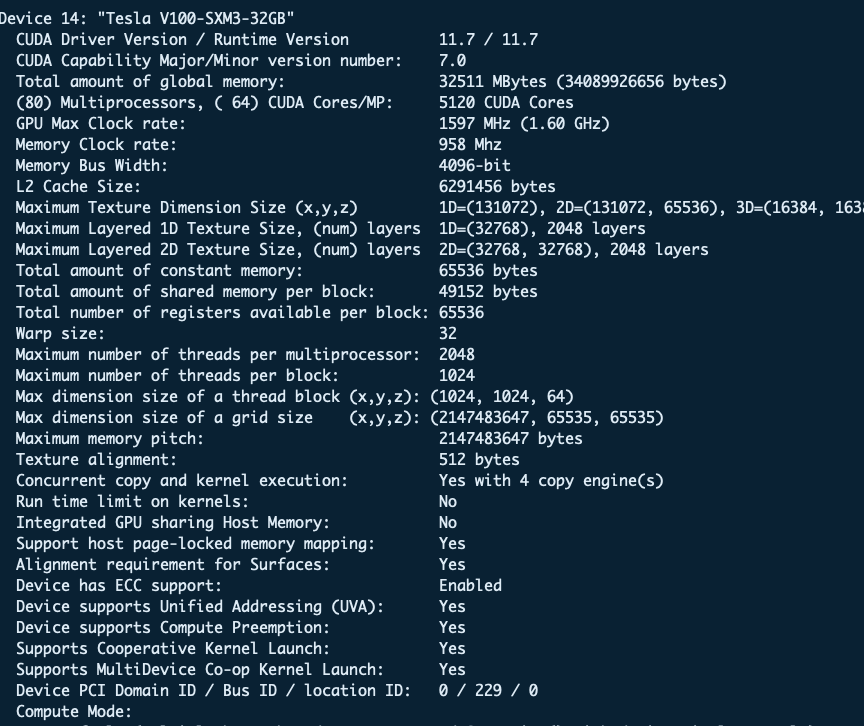 Device 14: "Tesla V100-SXM3-32GB"
CUDA Driver Version / Runtime Version 11.7 / 11.7
CUDA Capability Major/Minor version number: 7.0
Total amount of global memory: 32511 MBytes (34089926656 bytes)
(80) Multiprocessors, ( 64) CUDA Cores/MP: 5120 CUDA Cores
GPU Max Clock rate: 1597 MHz (1.60 GHz)
Memory Clock rate: 958 Mhz
Memory Bus Width: 4096-bit
L2 Cache Size: 6291456 bytes
Maximum Texture Dimension Size (x,y,z) 1D=(131072), 2D=(131072, 65536), 3D=(16384,
Maximum Layered 1D Texture Size, (num) layers 1D=(32768), 2048 layers
Maximum Layered 2D Texture Size, (num) layers 2D=(32768, 32768), 2048 layers
Total amount of constant memory: 65536 bytes
Total amount of shared memory per block: 49152 bytes
Total number of registers available per block: 65536
Warp size: 32
Maximum number of threads per multiprocessor: 2048
Maximum number of threads per block: 1024
Max dimension size of a thread block (x,y,z): (1024, 1024, 64)
Max dimension size of a grid size (x,y,z): (2147483647, 65535, 65535)
Maximum memory pitch: 2147483647 bytes
Texture alignment: 512 bytes
Concurrent copy and kernel execution: Yes with 4 copy engine(s)
Run time limit on kernels: No
Integrated GPU sharing Host Memory: No
Support host page-locked memory mapping: Yes
Alignment requirement for Surfaces: Yes
Device has ECC support: Enabled
Device supports Unified Addressing (UVA): Yes
Device supports Compute Preemption: Yes
Supports Cooperative Kernel Launch: Yes
Supports MultiDevice Co-op Kernel Launch: Yes
Device PCI Domain ID / Bus ID / location ID: 0 / 229 / 0
Compute Mode: